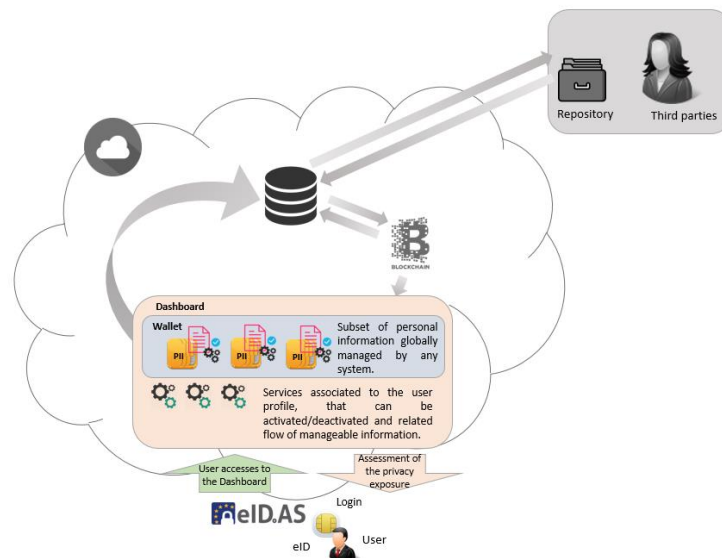 Repository
Third parties
BLOCKCHAIN
Dashboard
Wallet
PII
PII
PII
Subset of personal
information globally
managed by any
system.
Services associated to the user
profile, that can be
activated/deactivated and related
flow of manageable information.
User accesses to
the Dashboard
Assessment of
the privacy
exposure
eID.AS
Login
eID
User